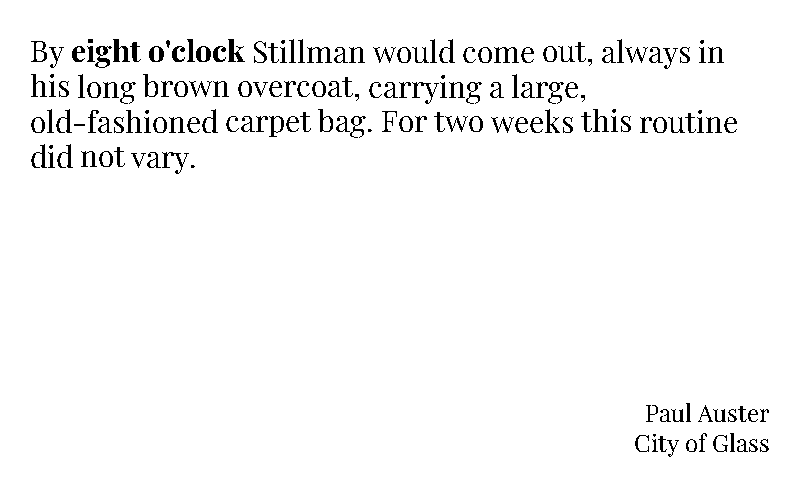 By eight o'clock Stillman would come out, always in
his long brown overcoat, carrying a large,
old-fashioned carpet bag. For two weeks this routine
did not vary.
Paul Auster
City of Glass